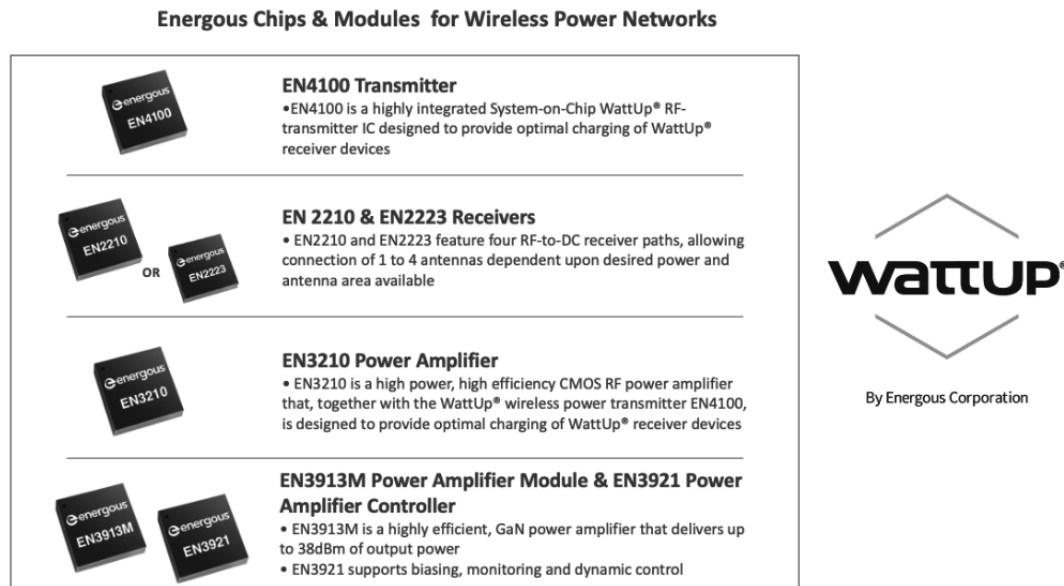 Energous Chips & Modules for Wireless Power Networks
energous
EN4100
EN4100 Transmitter
•EN4100 is a highly integrated System-on-Chip WattUp® RF-
transmitter IC designed to provide optimal charging of WattUp®
receiver devices
energous
EN2210
OR
energous
EN2223
EN 2210 & EN2223 Receivers
• EN2210 and EN2223 feature four RF-to-DC receiver paths, allowing
connection of 1 to 4 antennas dependent upon desired power and
antenna area available
energous
EN3210
EN3210 Power Amplifier
• EN3210 is a high power, high efficiency CMOS RF power amplifier
that, together with the WattUp® wireless power transmitter EN4100,
is designed to provide optimal charging of WattUp® receiver devices
energous
EN3913M
energous
EN3921
EN3913M Power Amplifier Module & EN3921 Power
Amplifier Controller
• EN3913M is a highly efficient, GaN power amplifier that delivers up
to 38dBm of output power
• EN3921 supports biasing, monitoring and dynamic control
wattUP®
By Energous Corporation